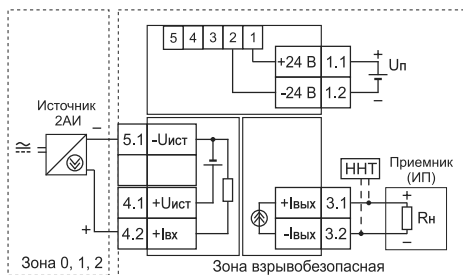 5 4 3 2 1
+24 В 1.1
-24 В 1.2
+
Uп
−
Источник
2АИ
−
+
5.1 -Uист
4.1 +Uист
4.2 +Iвх
+Iвых 3.1
-Iвых 3.2
ННТ
Приемник
(ИП)
+
Rн
−
Зона 0, 1, 2
Зона взрывобезопасная